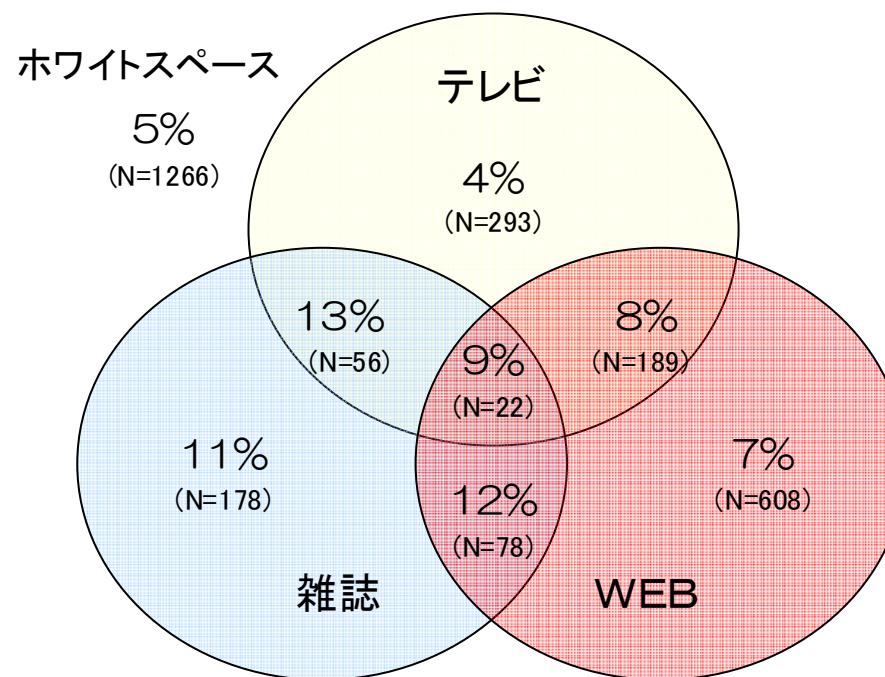 ホワイトスペース
5%
(N=1266)
テレビ
4%
(N=293)
13%
(N=56)
9%
(N=22)
8%
(N=189)
11%
(N=178)
12%
(N=78)
7%
(N=608)
雑誌
WEB